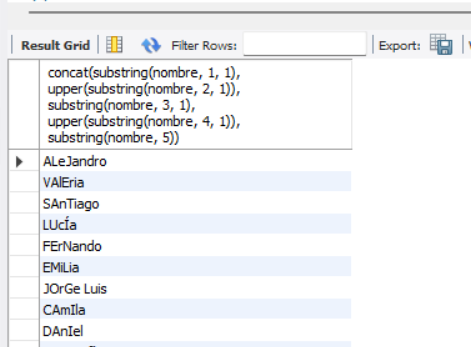 Result Grid Filter Rows: Export:
concat(substring(nombre, 1, 1),
upper(substring(nombre, 2, 1)),
substring(nombre, 3, 1),
upper(substring(nombre, 4, 1)),
substring(nombre, 5))
ALeJandro
VAlEria
SAnTiago
LUcÍa
FErNando
EMiLia
JOrGe Luis
CAmIla
DAnIel